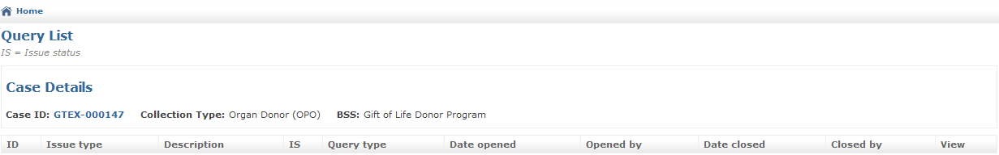 Home
Query List
IS = Issue status
Case Details
Case ID: GTEX-000147 Collection Type: Organ Donor (OPO) BSS: Gift of Life Donor Program
ID Issue type Description IS Query type Date opened Opened by Date closed Closed by View